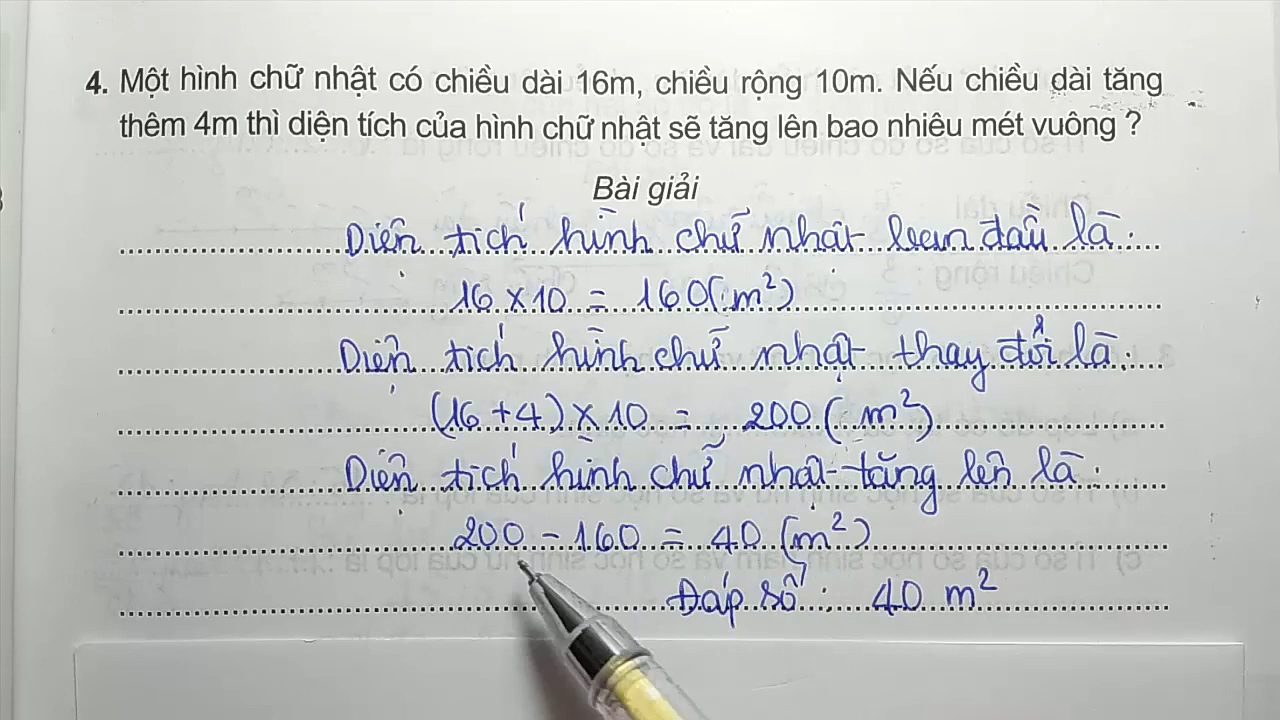 4. Một hình chữ nhật có chiều dài 16m, chiều rộng 10m. Nếu chiều dài tăng
thêm 4m thì diện tích của hình chữ nhật sẽ tăng lên bao nhiêu mét vuông ?
Bài giải
Diện tích hình chữ nhật ban đầu là :
16 x 10 = 160 (m²)
Diện tích hình chữ nhật thay đổi là :
(16 + 4) x 10 = 200 (m²)
Diện tích hình chữ nhật tăng lên là :
200 - 160 = 40 (m²)
Đáp số : 40 m²